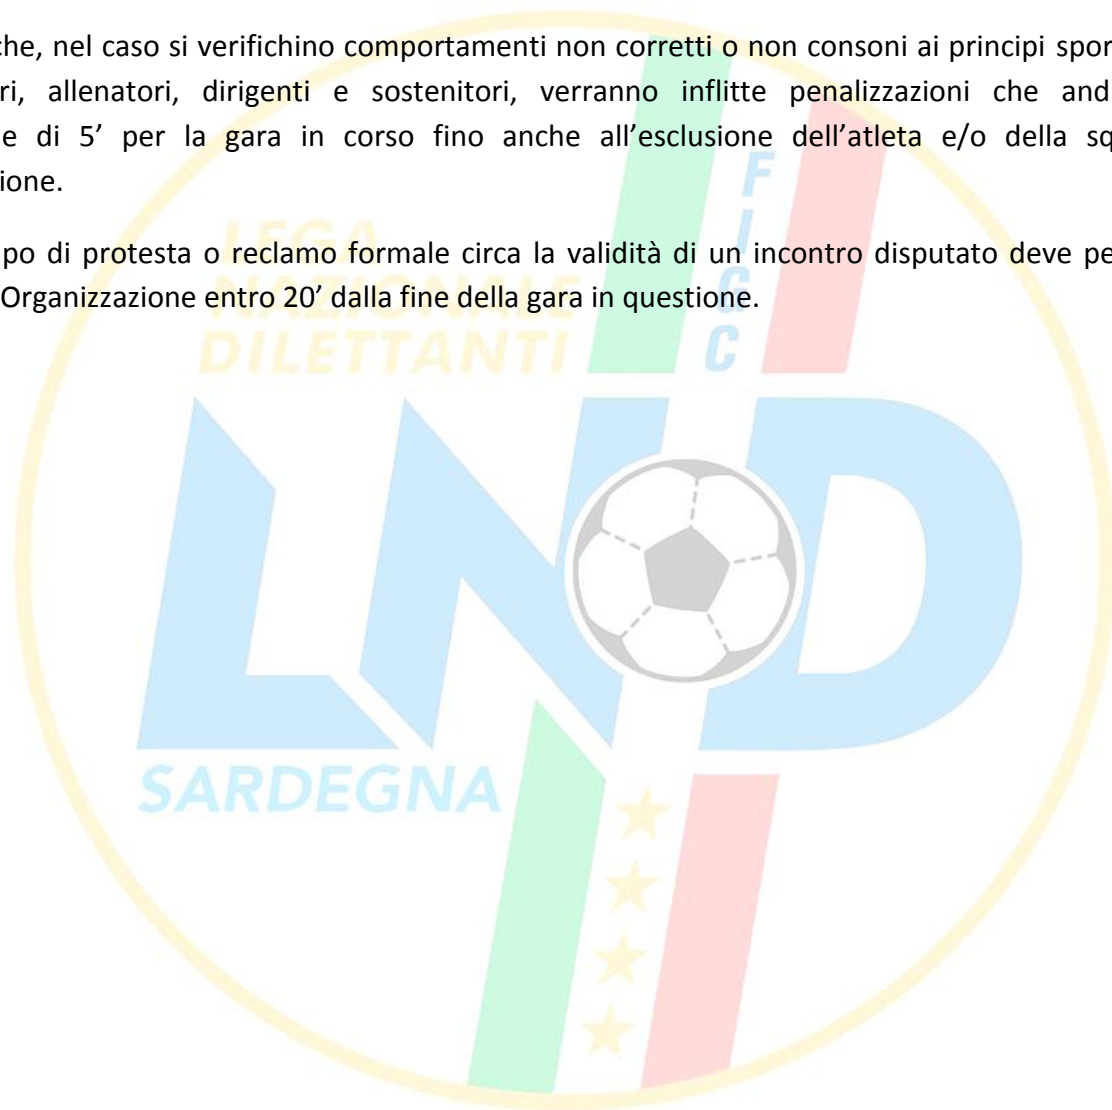 che, nel caso si verifichino comportamenti non corretti o non consoni ai principi spor
ri, allenatori, dirigenti e sostenitori, verranno inflitte penalizzazioni che and
e di 5’ per la gara in corso fino anche all’esclusione dell’atleta e/o della sq
ione.
po di protesta o reclamo formale circa la validità di un incontro disputato deve pe
Organizzazione entro 20’ dalla fine della gara in questione.
LEGA
NAZIONALE
DILETTANTI
FIGC
LND
SARDEGNA